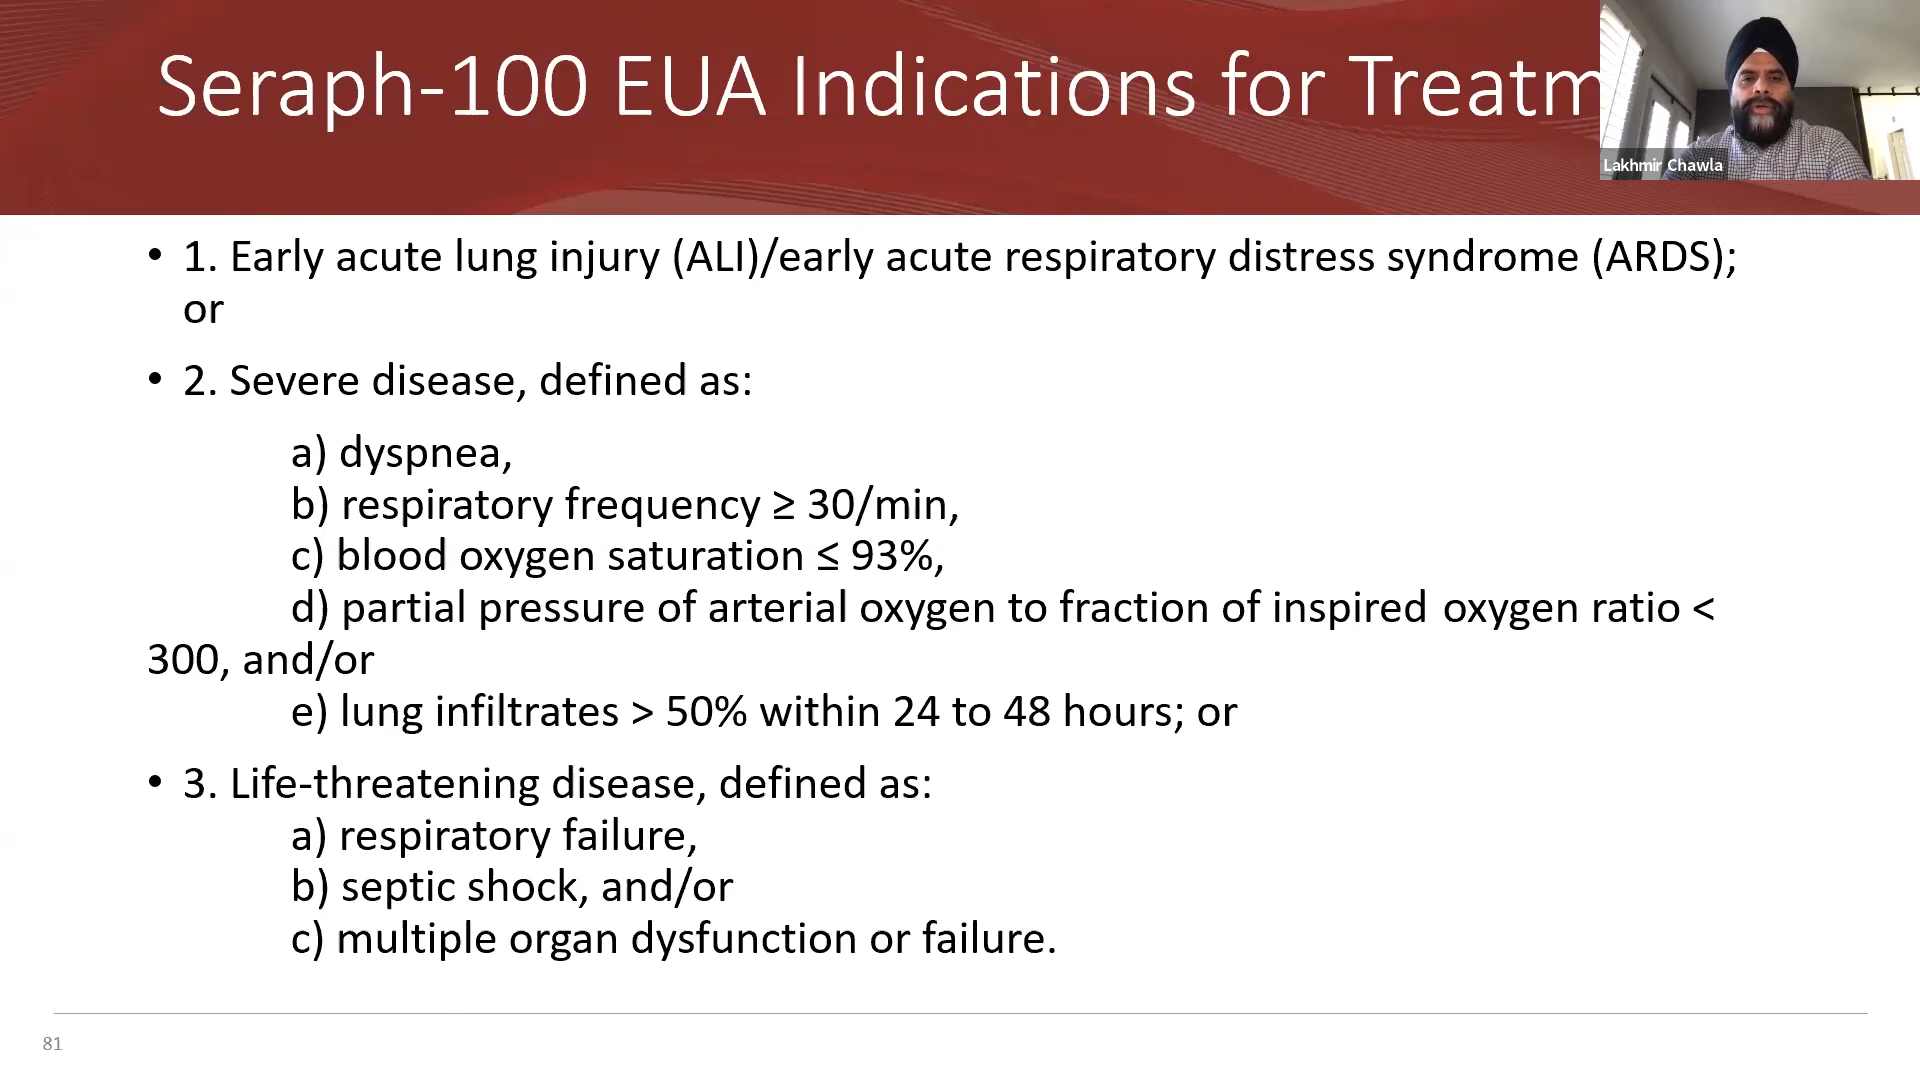 Seraph-100 EUA Indications for Treatm
Lakhmir Chawla
• 1. Early acute lung injury (ALI)/early acute respiratory distress syndrome (ARDS);
or
• 2. Severe disease, defined as:
a) dyspnea,
b) respiratory frequency ≥ 30/min,
c) blood oxygen saturation ≤ 93%,
d) partial pressure of arterial oxygen to fraction of inspired oxygen ratio <
300, and/or
e) lung infiltrates > 50% within 24 to 48 hours; or
• 3. Life-threatening disease, defined as:
a) respiratory failure,
b) septic shock, and/or
c) multiple organ dysfunction or failure.
81